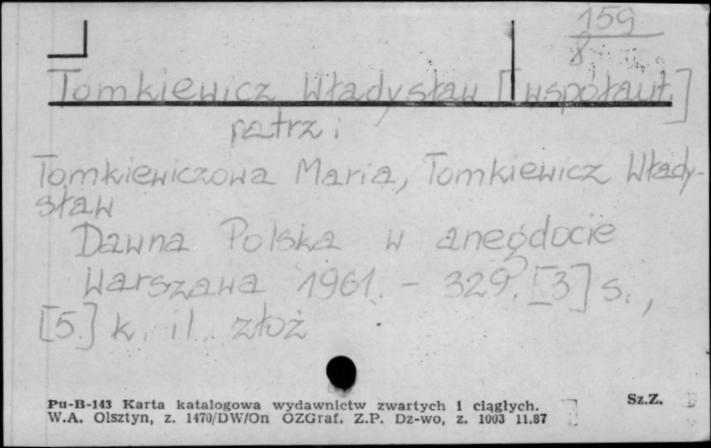 159
8
Tomkiewicz Władysław [współaut.]
patrz:
Tomkiewiczowa Maria, Tomkiewicz Włady-
sław
Dawna Polska w anegdocie
Warszawa 1961. - 329, [3] s.,
[5] k. il. złoż
Pu-B-143 Karta katalogowa wydawnictw zwartych i ciągłych. Sz.Z.
W.A. Olsztyn, z. 1470/DW/On OZGraf. Z.P. Dz-wo, z. 1003 11.87